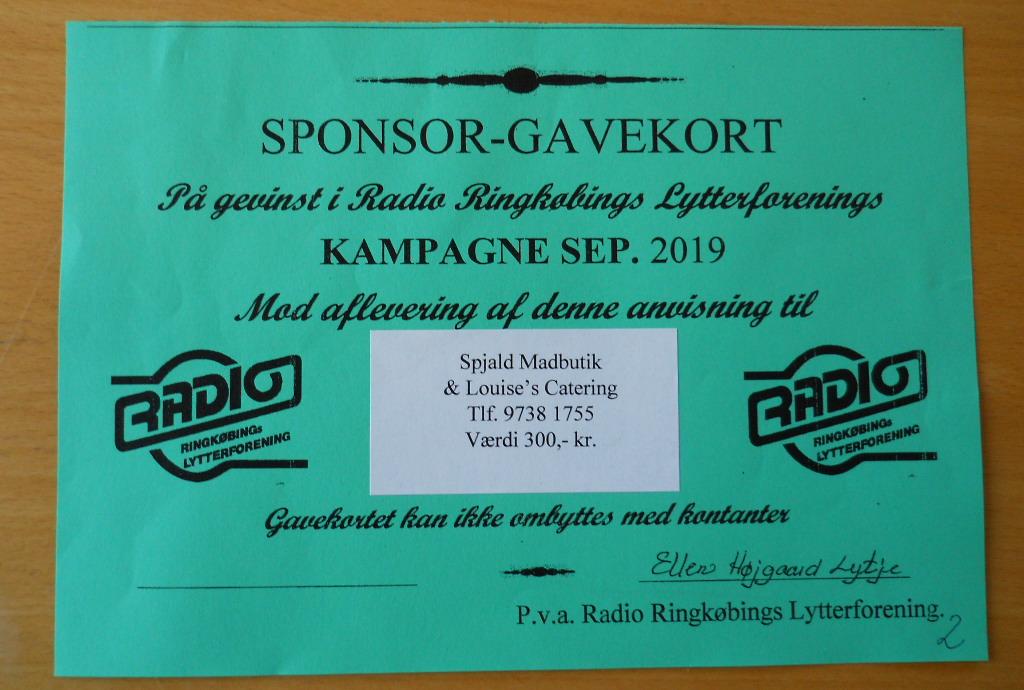 SPONSOR-GAVEKORT
På gevinst i Radio Ringkøbings Lytterforenings
KAMPAGNE SEP. 2019
Mod aflevering af denne anvisning til
RADIO
RINGKØBINGs
LYTTERFORENING
Spjald Madbutik
& Louise's Catering
Tlf. 9738 1755
Værdi 300,- kr.
RADIO
RINGKØBINGs
LYTTERFORENING
Gavekortet kan ikke ombyttes med kontanter
Ellen Højgaard Lytje
P.v.a. Radio Ringkøbings Lytterforening.
2